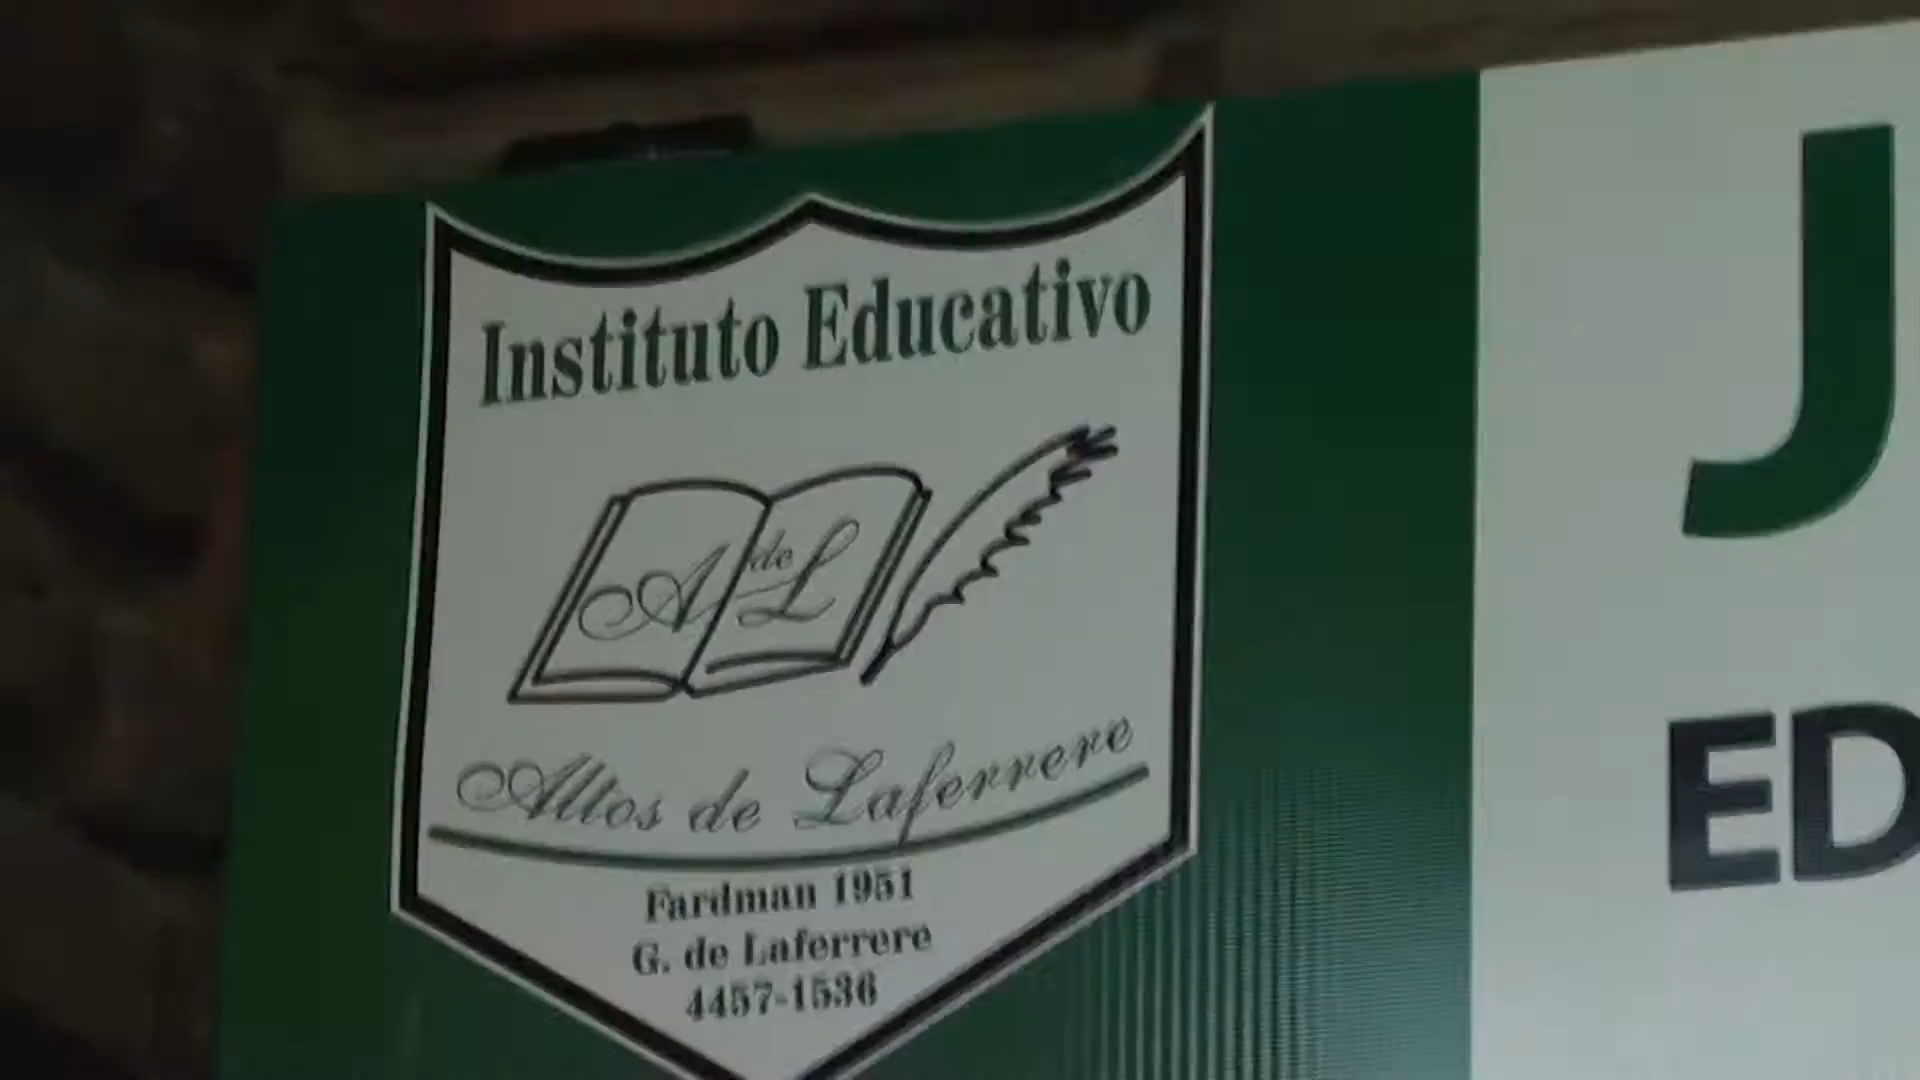 Instituto Educativo
A de L
Altos de Laferrere
Fardman 1951
G. de Laferrere
4457-1536
J
ED